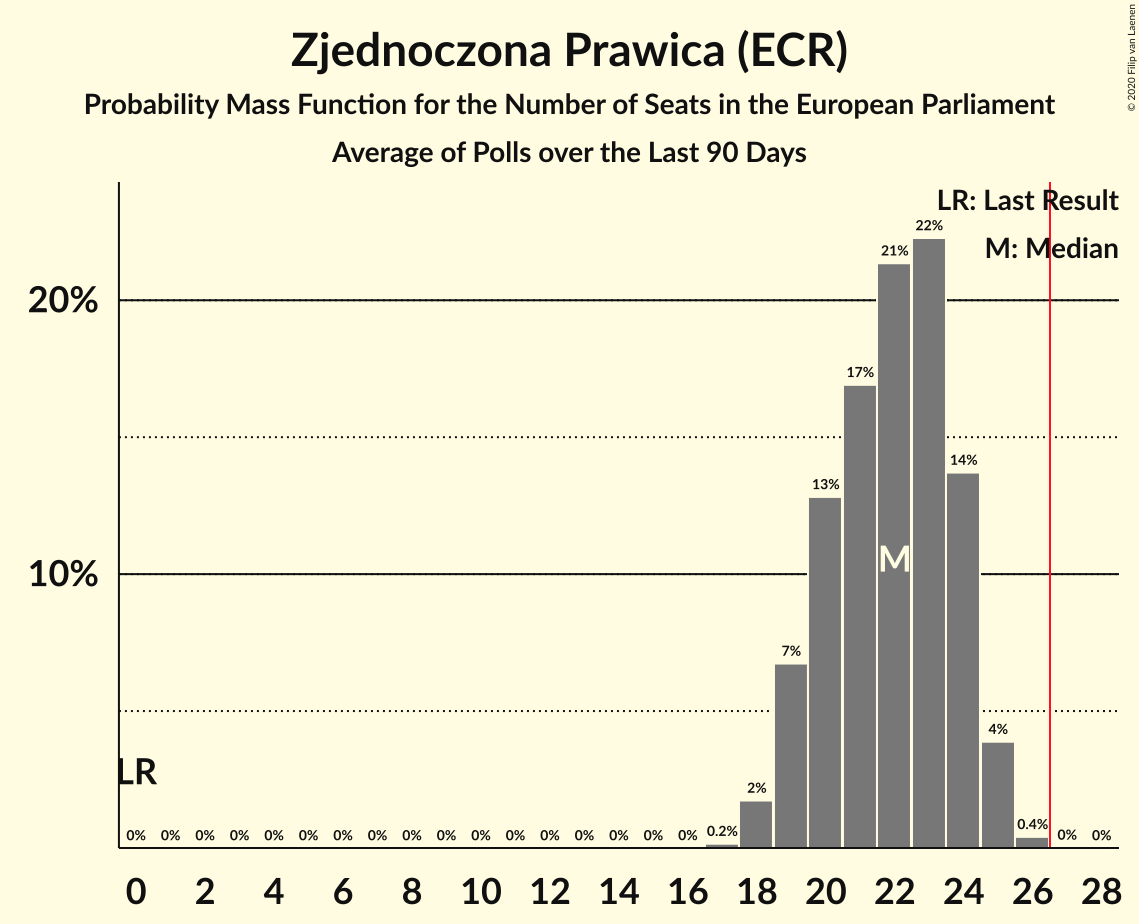 Zjednoczona Prawica (ECR)
Probability Mass Function for the Number of Seats in the European Parliament
Average of Polls over the Last 90 Days
© 2020 Filip van Laenen
LR: Last Result
M: Median
22%
21%
20%
17%
14%
13%
M
10%
7%
4%
LR
2%
0% 0% 0% 0% 0% 0% 0% 0% 0% 0% 0% 0% 0% 0% 0% 0% 0% 0.2% 0.4% 0% 0%
0 2 4 6 8 10 12 14 16 18 20 22 24 26 28